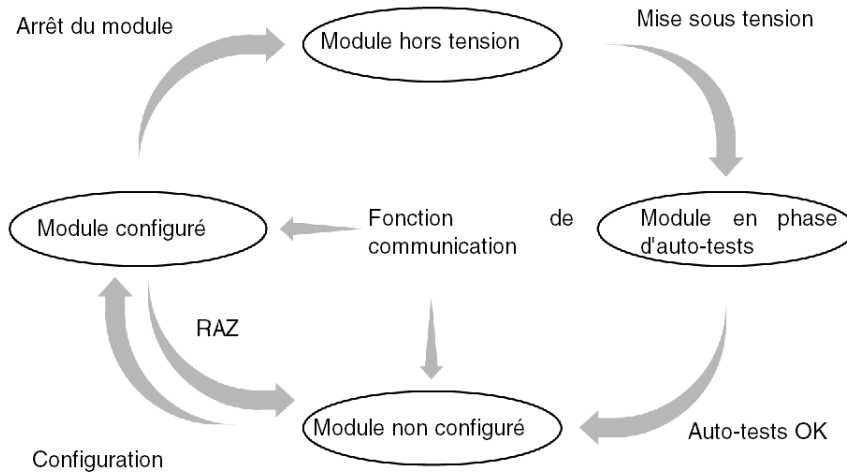 Arrêt du module
Module hors tension
Mise sous tension
Module configuré
Fonction de
communication
Module en phase
d'auto-tests
RAZ
Module non configuré
Auto-tests OK
Configuration